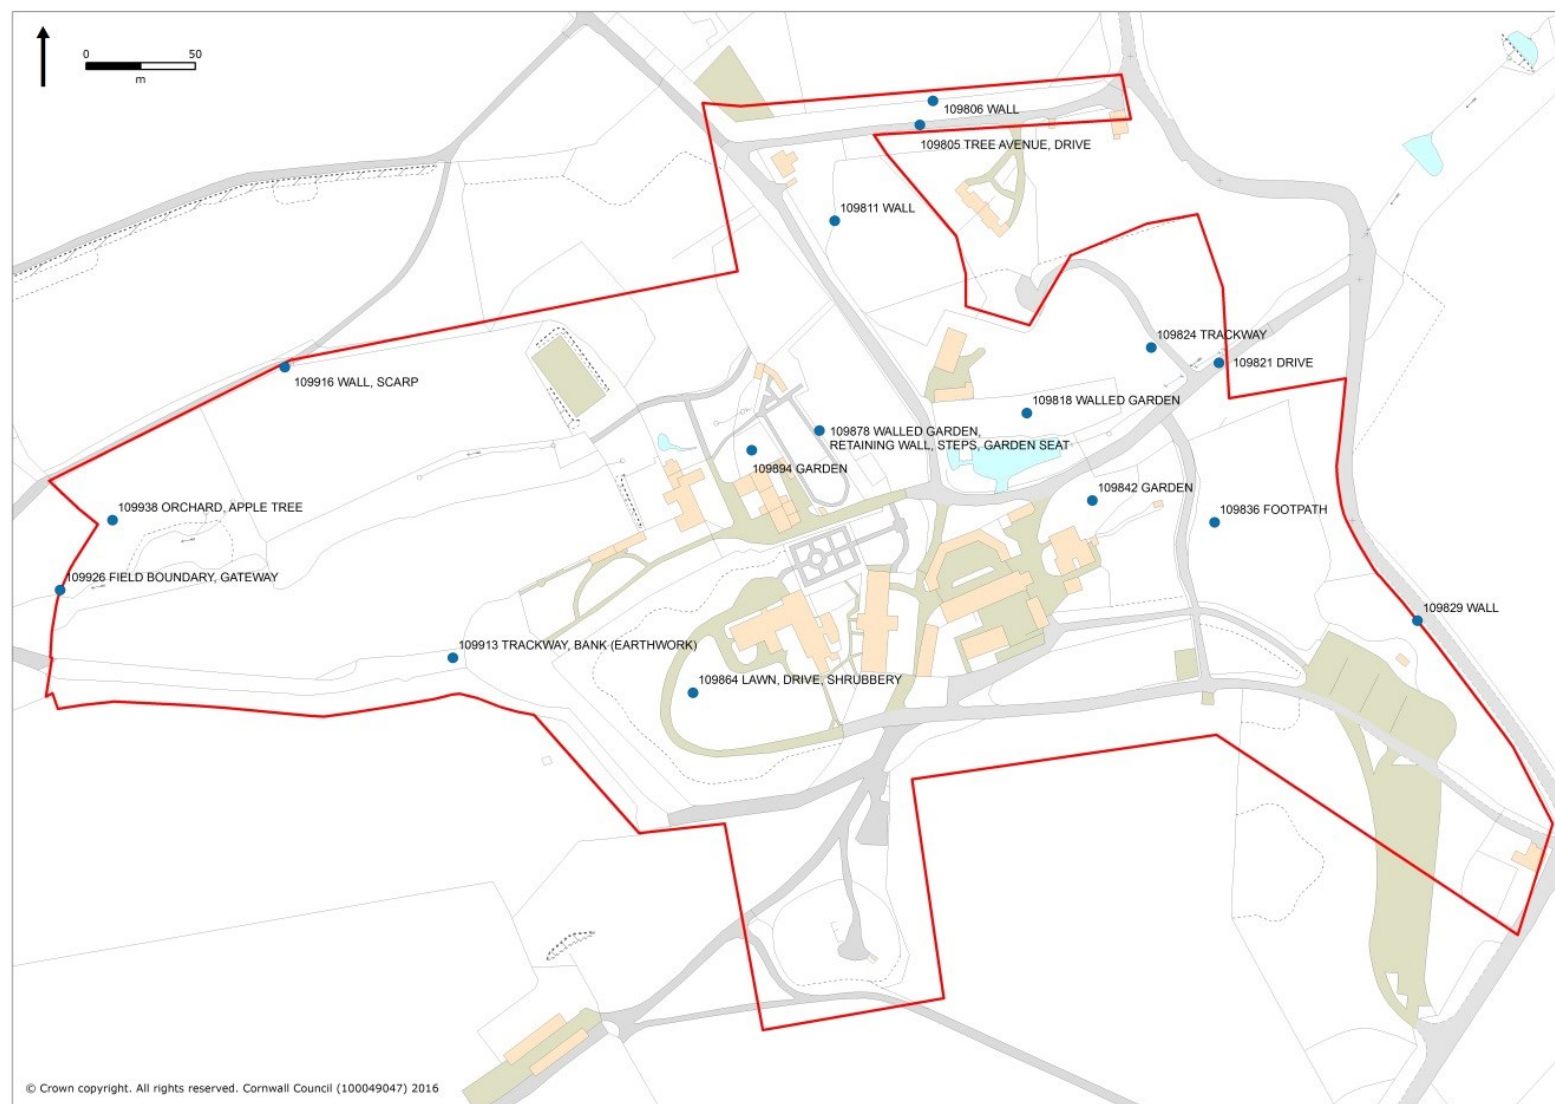 0 50
m
109806 WALL
109805 TREE AVENUE, DRIVE
109811 WALL
109824 TRACKWAY
109821 DRIVE
109916 WALL, SCARP
109818 WALLED GARDEN
109878 WALLED GARDEN,
RETAINING WALL, STEPS, GARDEN SEAT
109894 GARDEN
109842 GARDEN
109938 ORCHARD, APPLE TREE
109836 FOOTPATH
109926 FIELD BOUNDARY, GATEWAY
109829 WALL
109913 TRACKWAY, BANK (EARTHWORK)
109864 LAWN, DRIVE, SHRUBBERY
© Crown copyright. All rights reserved. Cornwall Council (100049047) 2016